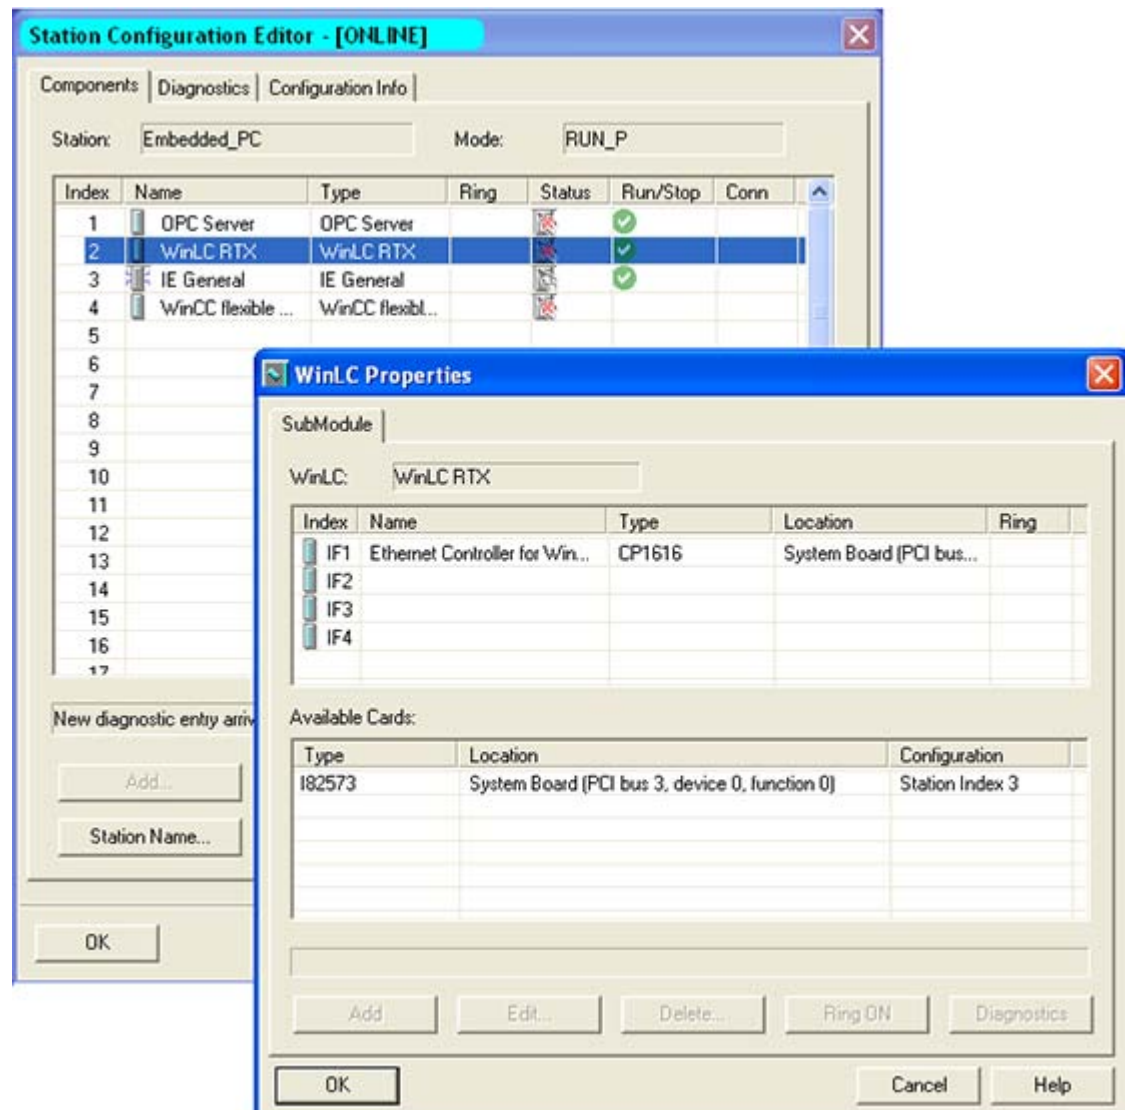 Station Configuration Editor - [ONLINE]
Components Diagnostics Configuration Info
Station: Embedded_PC Mode: RUN_P
Index Name Type Ring Status Run/Stop Conn
1 OPC Server OPC Server
2 WinLC RTX WinLC RTX
3 IE General IE General
4 WinCC flexible ... WinCC flexibl...
5
6
7
8
9
10
11
12
13
14
15
16
17
New diagnostic entry arriv
Add...
Station Name...
OK
WinLC Properties
SubModule
WinLC: WinLC RTX
Index Name Type Location Ring
IF1 Ethernet Controller for Win... CP1616 System Board (PCI bus...
IF2
IF3
IF4
Available Cards:
Type Location Configuration
I82573 System Board (PCI bus 3, device 0, function 0) Station Index 3
Add Edit... Delete... Ring ON Diagnostics
OK Cancel Help